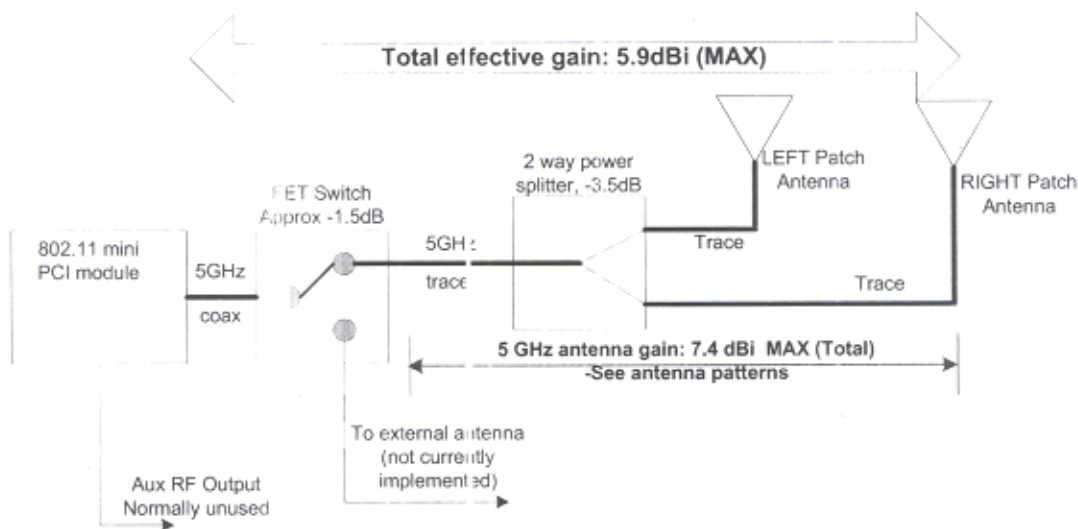 Total effective gain: 5.9dBi (MAX)
2 way power
splitter, -3.5dB
LEFT Patch
Antenna
RIGHT Patch
Antenna
FET Switch
Approx -1.5dB
802.11 mini
PCI module
5GHz
coax
5GHz
trace
Trace
Trace
5 GHz antenna gain: 7.4 dBi MAX (Total)
-See antenna patterns
To external antenna
(not currently
implemented)
Aux RF Output
Normally unused